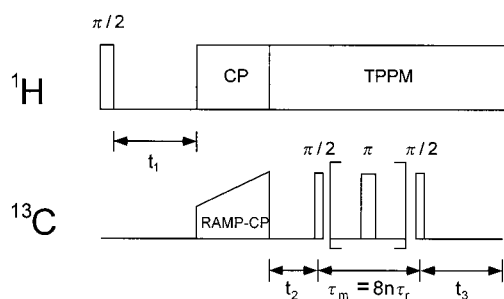 π/2
¹H
CP
TPPM
t₁
π/2
π
π/2
¹³C
RAMP-CP
t₂
τₘ = 8nτᵣ
t₃